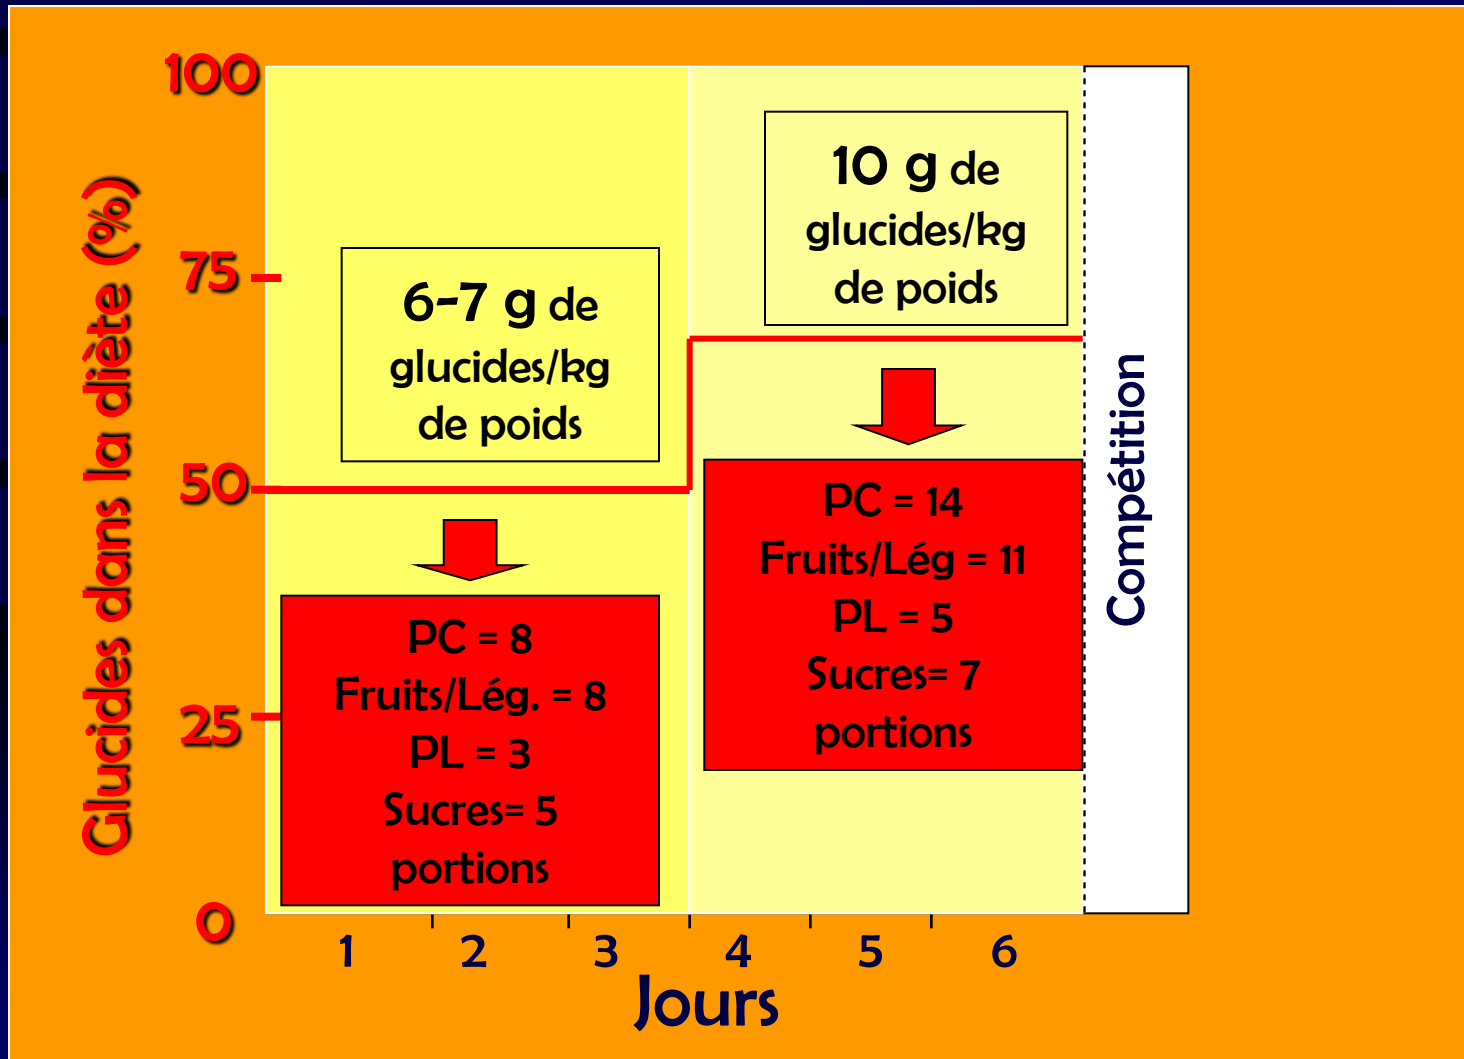 Glucides dans la diète (%)
100
75
50
25
0
6-7 g de
glucides/kg
de poids
PC = 8
Fruits/Lég. = 8
PL = 3
Sucres= 5
portions
10 g de
glucides/kg
de poids
PC = 14
Fruits/Lég = 11
PL = 5
Sucres= 7
portions
Compétition
1 2 3 4 5 6
Jours